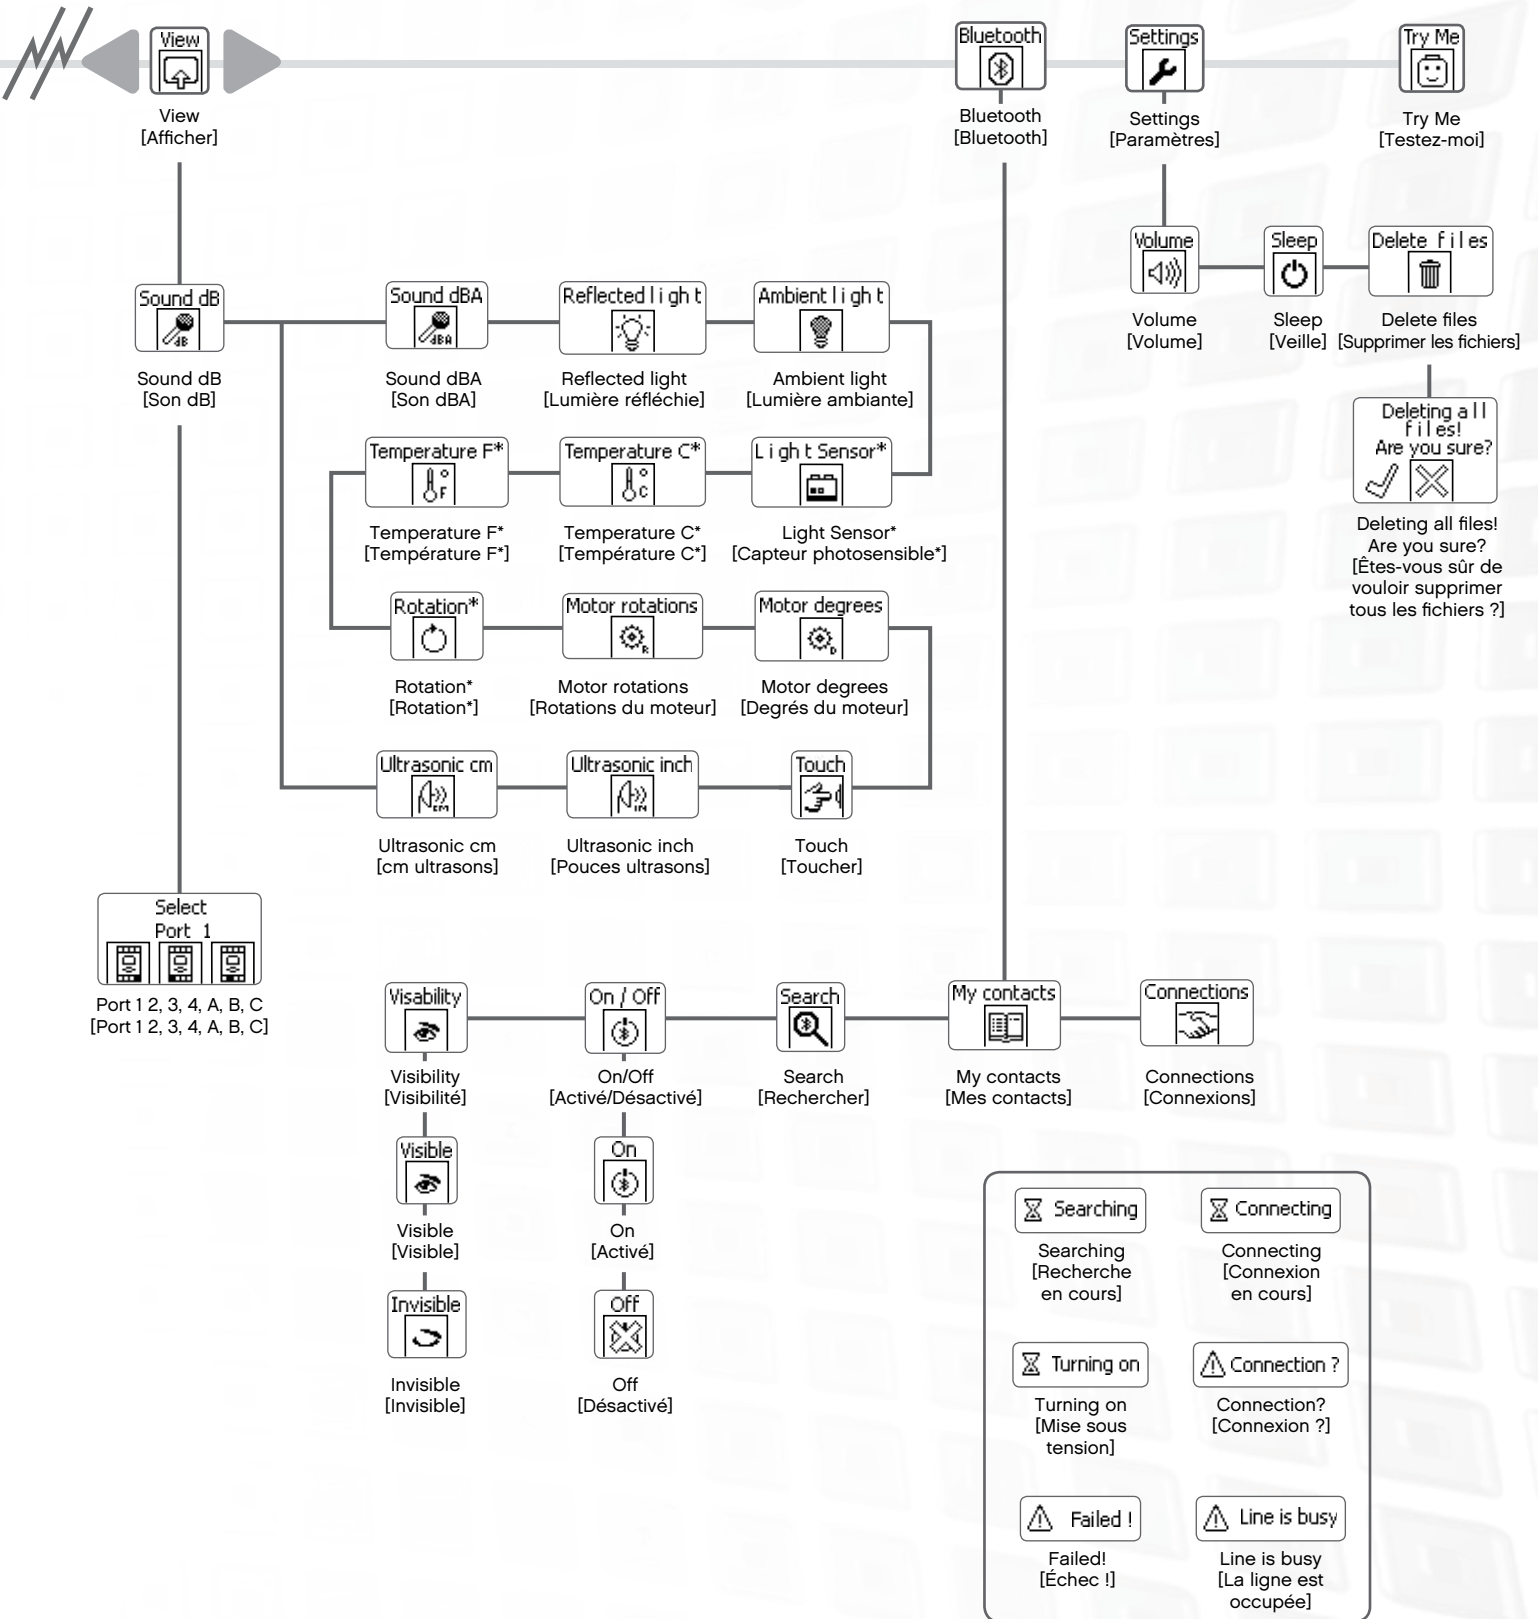 View
Bluetooth
Settings
Try Me
View
[Afficher]
Bluetooth
[Bluetooth]
Settings
[Paramètres]
Try Me
[Testez-moi]
Volume
Sleep
Delete files
Volume
[Volume]
Sleep
[Veille]
Delete files
[Supprimer les fichiers]
Deleting all
files!
Are you sure?
Deleting all files!
Are you sure?
[Êtes-vous sûr de
vouloir supprimer
tous les fichiers ?]
Sound dB
dB
Sound dBA
dBA
Reflected light
Ambient light
Sound dB
[Son dB]
Sound dBA
[Son dBA]
Reflected light
[Lumière réfléchie]
Ambient light
[Lumière ambiante]
Temperature F*
°F
Temperature C*
°C
Light Sensor*
Temperature F*
[Température F*]
Temperature C*
[Température C*]
Light Sensor*
[Capteur photosensible*]
Rotation*
Motor rotations
R
Motor degrees
D
Rotation*
[Rotation*]
Motor rotations
[Rotations du moteur]
Motor degrees
[Degrés du moteur]
Ultrasonic cm
CM
Ultrasonic inch
IN
Touch
Ultrasonic cm
[cm ultrasons]
Ultrasonic inch
[Pouces ultrasons]
Touch
[Toucher]
Select
Port 1
Port 1 2, 3, 4, A, B, C
[Port 1 2, 3, 4, A, B, C]
Visability
On / Off
Search
My contacts
Connections
Visibility
[Visibilité]
On/Off
[Activé/Désactivé]
Search
[Rechercher]
My contacts
[Mes contacts]
Connections
[Connexions]
Visible
On
Visible
[Visible]
On
[Activé]
Invisible
Off
Invisible
[Invisible]
Off
[Désactivé]
Searching
Connecting
Searching
[Recherche
en cours]
Connecting
[Connexion
en cours]
Turning on
Connection ?
Turning on
[Mise sous
tension]
Connection?
[Connexion ?]
Failed !
Line is busy
Failed!
[Échec !]
Line is busy
[La ligne est
occupée]